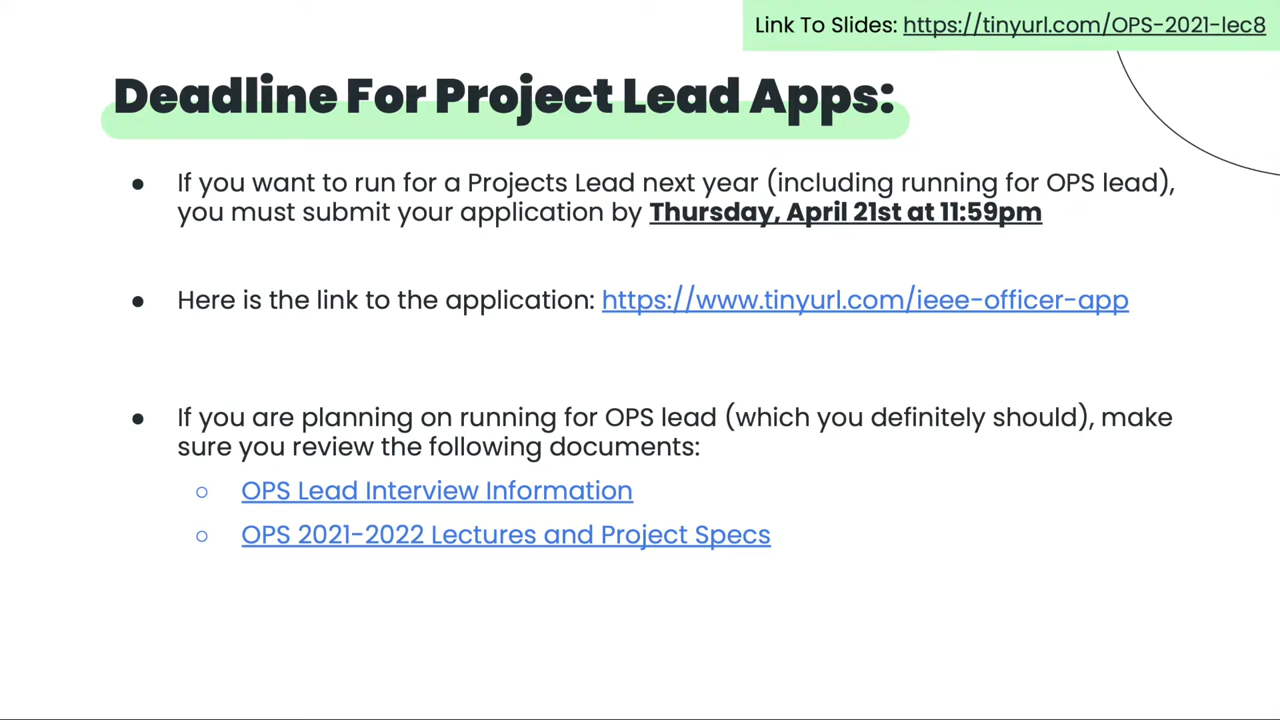 Link To Slides: https://tinyurl.com/OPS-2021-lec8
Deadline For Project Lead Apps:
● If you want to run for a Projects Lead next year (including running for OPS lead),
you must submit your application by Thursday, April 21st at 11:59pm
● Here is the link to the application: https://www.tinyurl.com/ieee-officer-app
● If you are planning on running for OPS lead (which you definitely should), make
sure you review the following documents:
○ OPS Lead Interview Information
○ OPS 2021-2022 Lectures and Project Specs